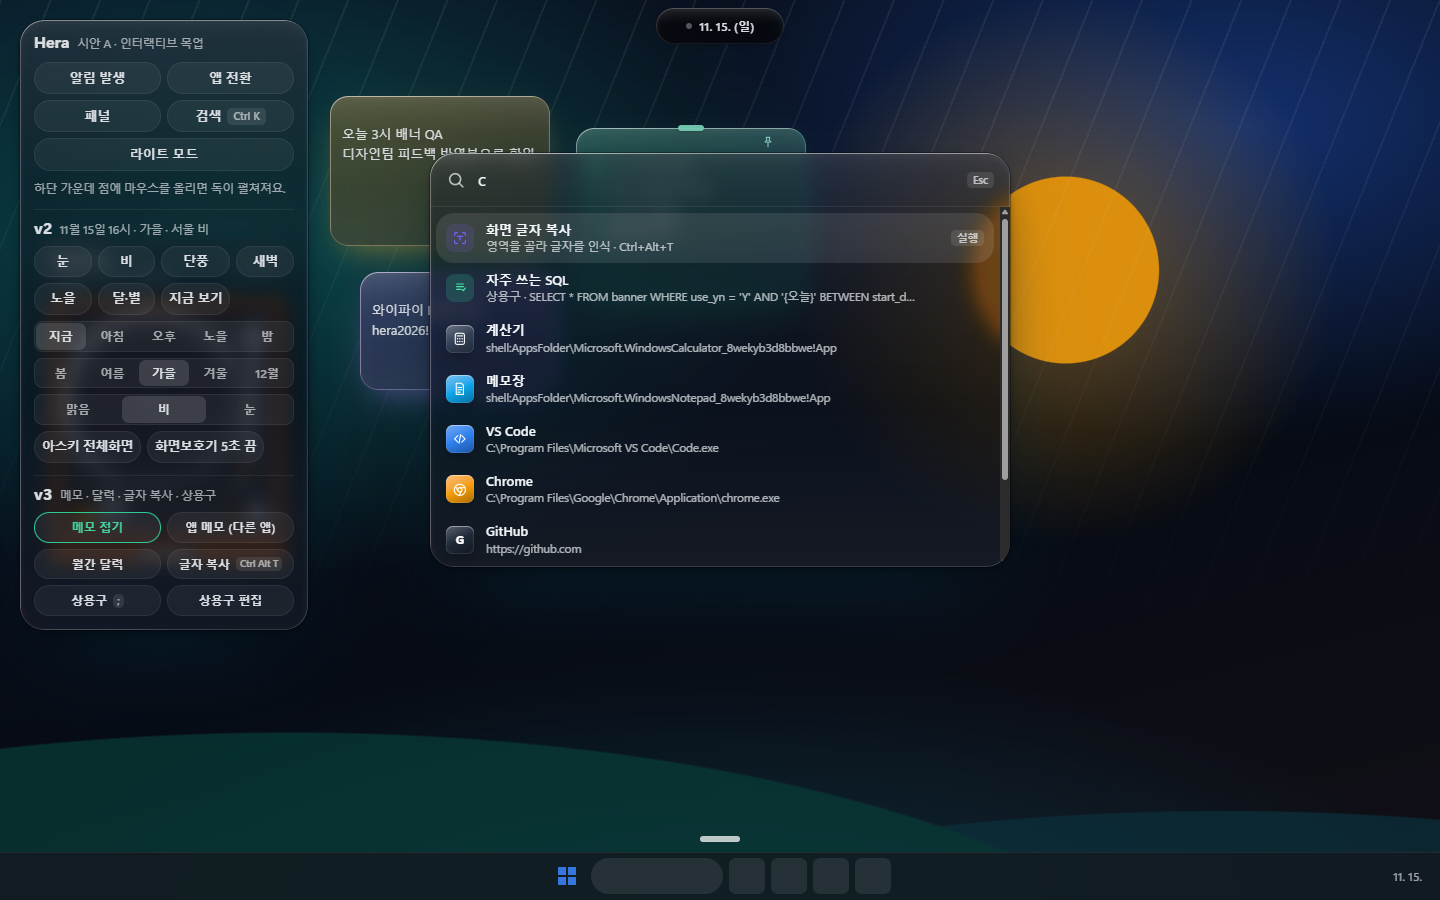 11. 15. (일)
Hera 시안 A · 인터랙티브 목업
알림 발생 앱 전환
패널 검색 Ctrl K
라이트 모드
하단 가운데 점에 마우스를 올리면 독이 펼쳐져요.
v2 11월 15일 16시 · 가을 · 서울 비
눈 비 단풍 새벽
노을 달·별 지금 보기
지금 아침 오후 노을 밤
봄 여름 가을 겨울 12월
맑음 비 눈
아스키 전체화면 화면보호기 5초 끔
v3 메모 · 달력 · 글자 복사 · 상용구
메모 접기 앱 메모 (다른 앱)
월간 달력 글자 복사 Ctrl Alt T
상용구 ; 상용구 편집
오늘 3시 배너 QA
디자인팀 피드백
와이파이
hera2026!
C Esc
화면 글자 복사
영역을 골라 글자를 인식 · Ctrl+Alt+T
실행
자주 쓰는 SQL
상용구 · SELECT * FROM banner WHERE use_yn = 'Y' AND '{오늘}' BETWEEN start_d...
계산기
shell:AppsFolder\Microsoft.WindowsCalculator_8wekyb3d8bbwe!App
메모장
shell:AppsFolder\Microsoft.WindowsNotepad_8wekyb3d8bbwe!App
VS Code
C:\Program Files\Microsoft VS Code\Code.exe
Chrome
C:\Program Files\Google\Chrome\Application\chrome.exe
G
GitHub
https://github.com
11. 15.